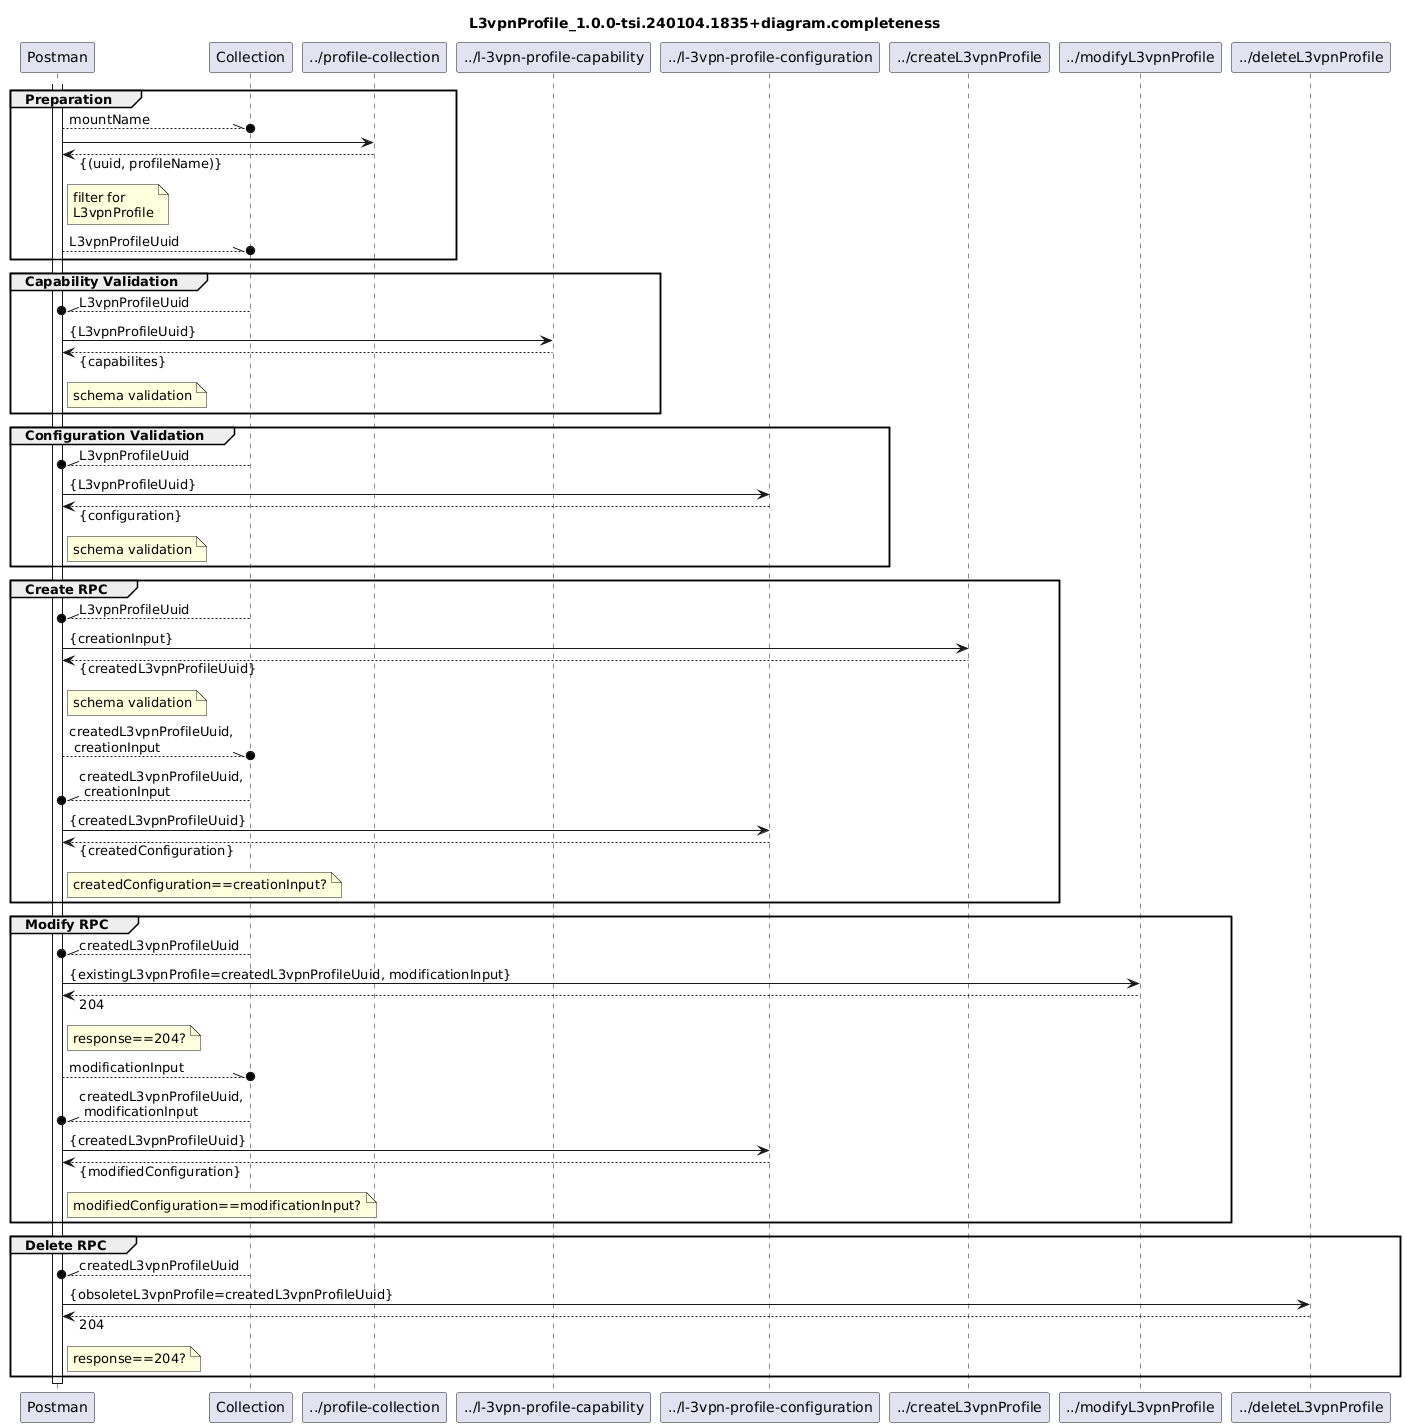 L3vpnProfile_1.0.0-tsi.240104.1835+diagram.completeness
Postman
Collection
../profile-collection
../l-3vpn-profile-capability
../l-3vpn-profile-configuration
../createL3vpnProfile
../modifyL3vpnProfile
../deleteL3vpnProfile
Preparation
mountName
{(uuid, profileName)}
filter for
L3vpnProfile
L3vpnProfileUuid
Capability Validation
L3vpnProfileUuid
{L3vpnProfileUuid}
{capabilites}
schema validation
Configuration Validation
L3vpnProfileUuid
{L3vpnProfileUuid}
{configuration}
schema validation
Create RPC
L3vpnProfileUuid
{creationInput}
{createdL3vpnProfileUuid}
schema validation
createdL3vpnProfileUuid,
creationInput
createdL3vpnProfileUuid,
creationInput
{createdL3vpnProfileUuid}
{createdConfiguration}
createdConfiguration==creationInput?
Modify RPC
createdL3vpnProfileUuid
{existingL3vpnProfile=createdL3vpnProfileUuid, modificationInput}
204
response==204?
modificationInput
createdL3vpnProfileUuid,
modificationInput
{createdL3vpnProfileUuid}
{modifiedConfiguration}
modifiedConfiguration==modificationInput?
Delete RPC
createdL3vpnProfileUuid
{obsoleteL3vpnProfile=createdL3vpnProfileUuid}
204
response==204?
Postman
Collection
../profile-collection
../l-3vpn-profile-capability
../l-3vpn-profile-configuration
../createL3vpnProfile
../modifyL3vpnProfile
../deleteL3vpnProfile